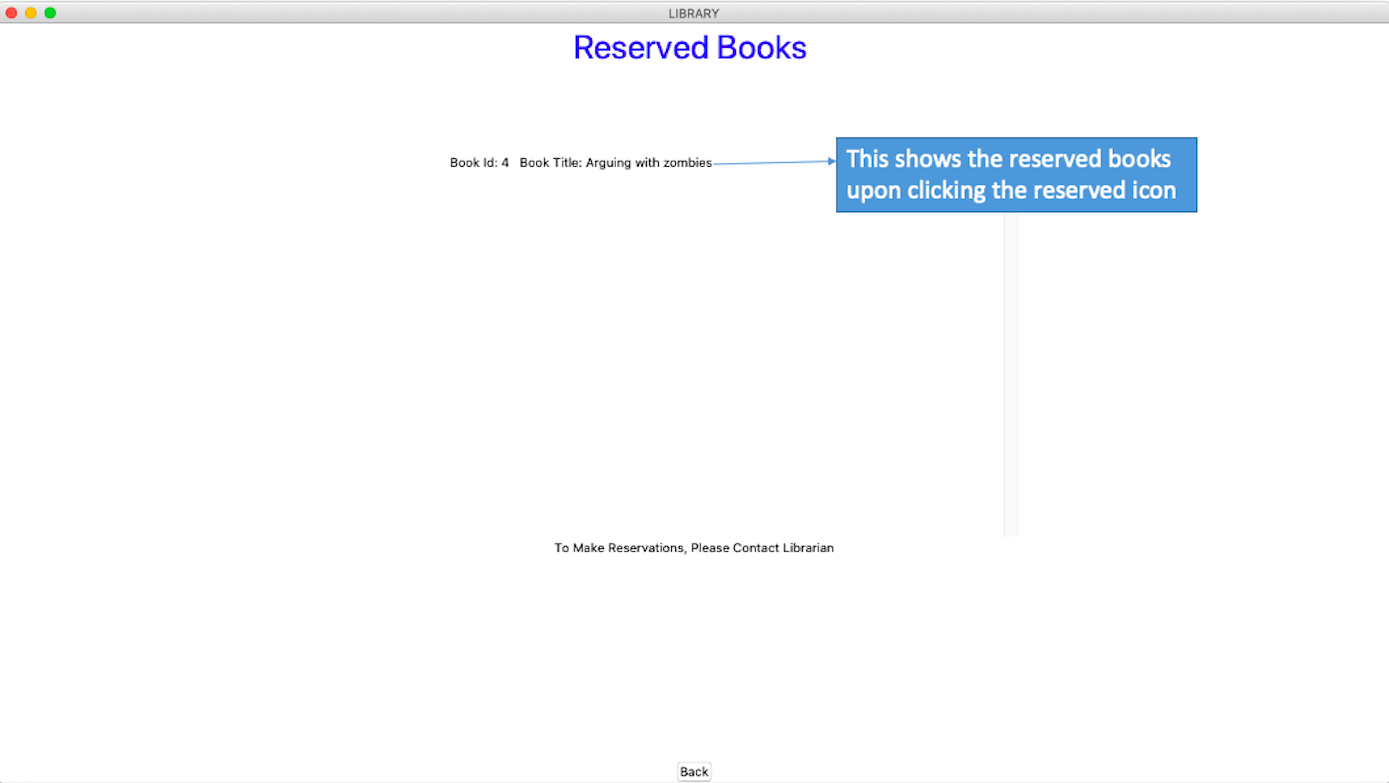 LIBRARY
Reserved Books
Book Id: 4 Book Title: Arguing with zombies
This shows the reserved books
upon clicking the reserved icon
To Make Reservations, Please Contact Librarian
Back